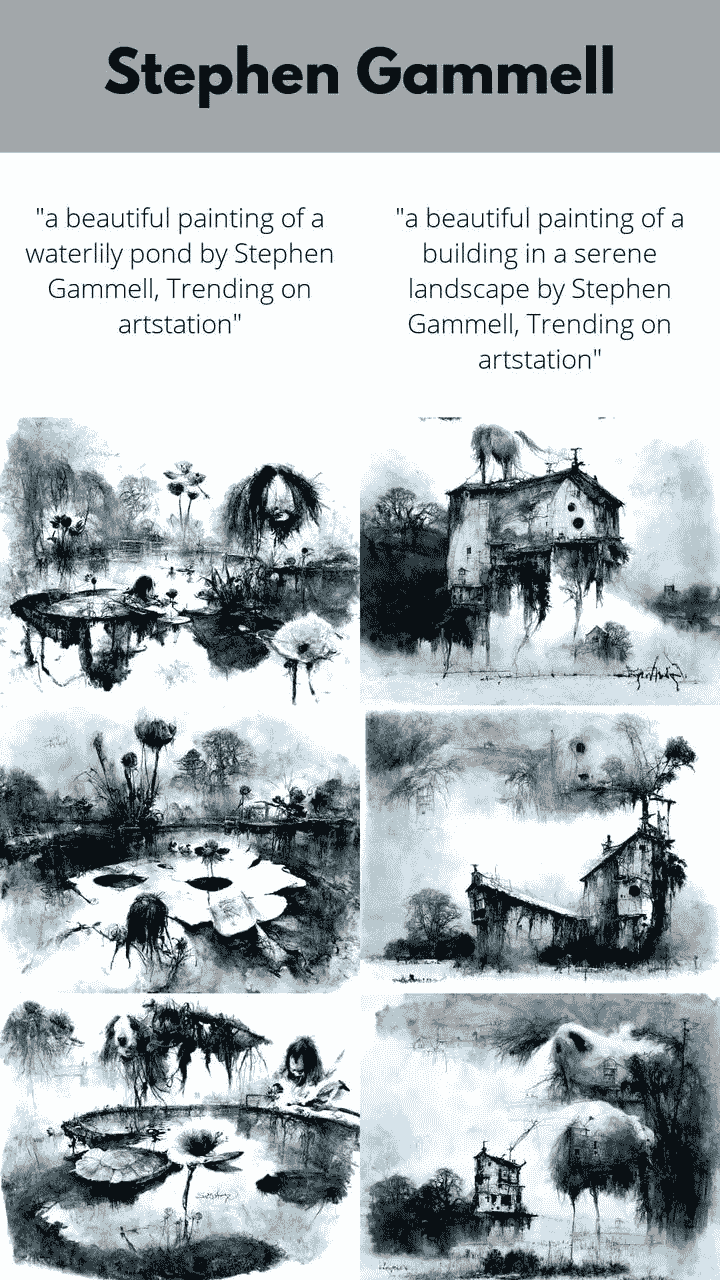 Stephen Gammell
"a beautiful painting of a
waterlily pond by Stephen
Gammell, Trending on
artstation"
"a beautiful painting of a
building in a serene
landscape by Stephen
Gammell, Trending on
artstation"